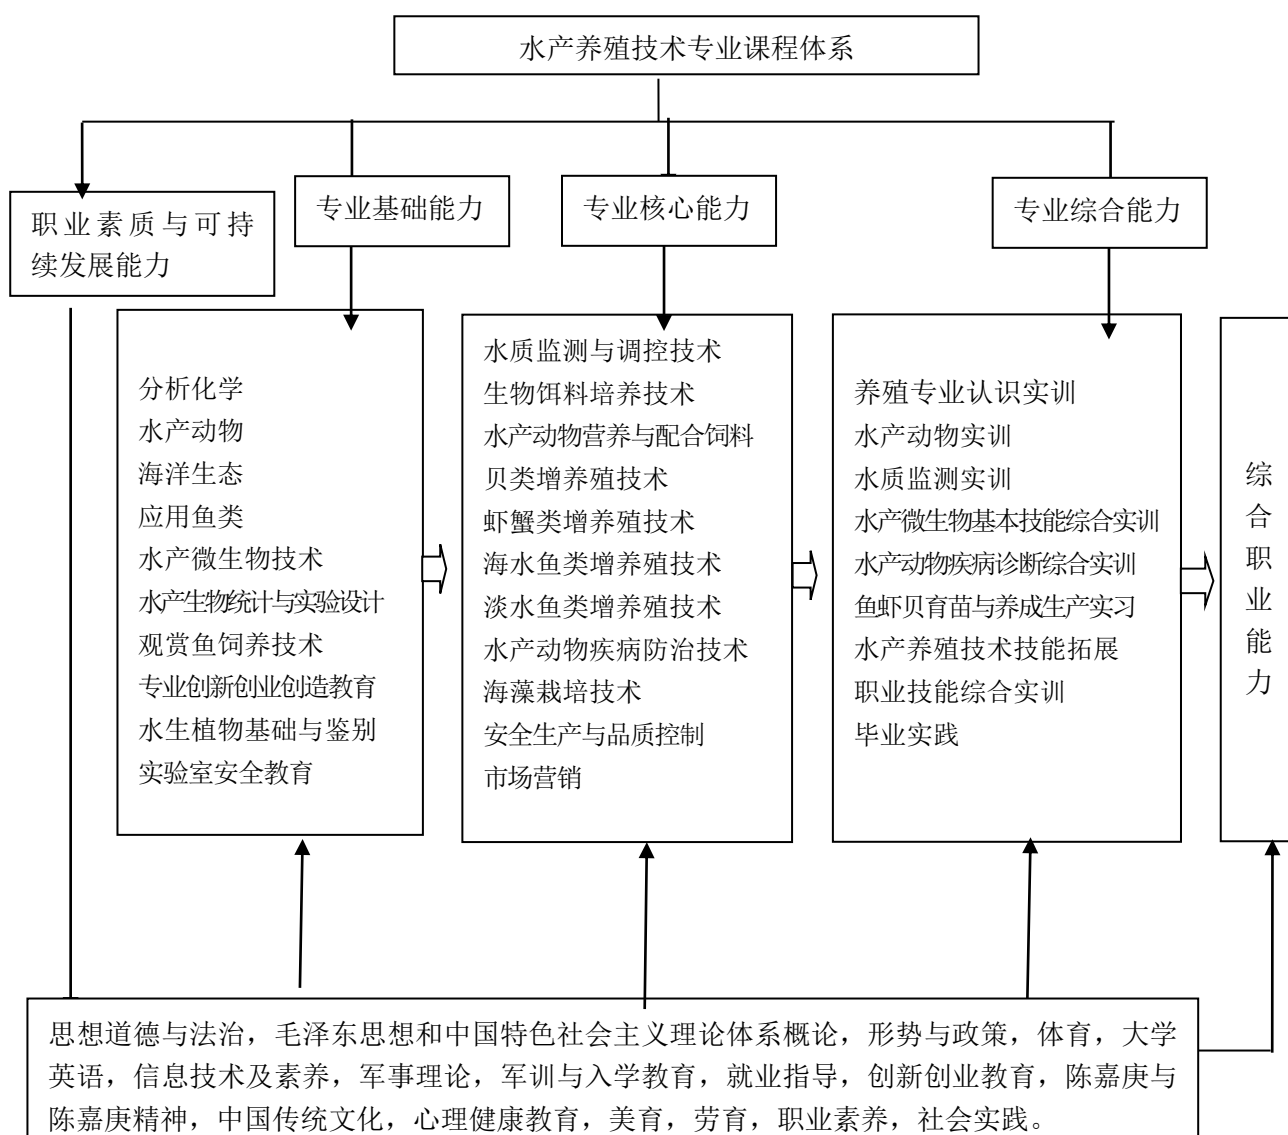 水产养殖技术专业课程体系
职业素质与可持
续发展能力
专业基础能力
专业核心能力
专业综合能力
分析化学
水产动物
海洋生态
应用鱼类
水产微生物技术
水产生物统计与实验设计
观赏鱼饲养技术
专业创新创业创造教育
水生植物基础与鉴别
实验室安全教育
水质监测与调控技术
生物饵料培养技术
水产动物营养与配合饲料
贝类增养殖技术
虾蟹类增养殖技术
海水鱼类增养殖技术
淡水鱼类增养殖技术
水产动物疾病防治技术
海藻栽培技术
安全生产与品质控制
市场营销
养殖专业认识实训
水产动物实训
水质监测实训
水产微生物基本技能综合实训
水产动物疾病诊断综合实训
鱼虾贝育苗与养成生产实习
水产养殖技术技能拓展
职业技能综合实训
毕业实践
综合职业能力
思想道德与法治，毛泽东思想和中国特色社会主义理论体系概论，形势与政策，体育，大学
英语，信息技术及素养，军事理论，军训与入学教育，就业指导，创新创业教育，陈嘉庚与
陈嘉庚精神，中国传统文化，心理健康教育，美育，劳育，职业素养，社会实践。